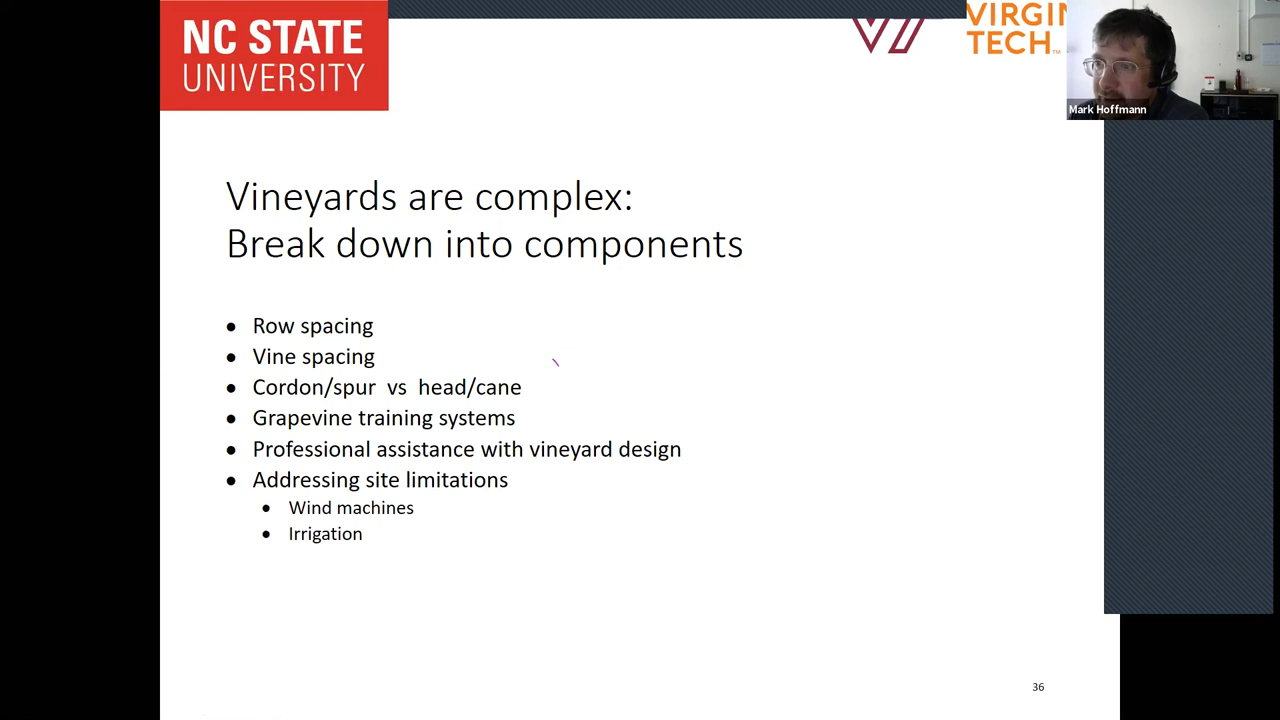 NC STATE
UNIVERSITY
VIRGIN
TECH
Mark Hoffmann
Vineyards are complex:
Break down into components
• Row spacing
• Vine spacing
• Cordon/spur vs head/cane
• Grapevine training systems
• Professional assistance with vineyard design
• Addressing site limitations
• Wind machines
• Irrigation
36